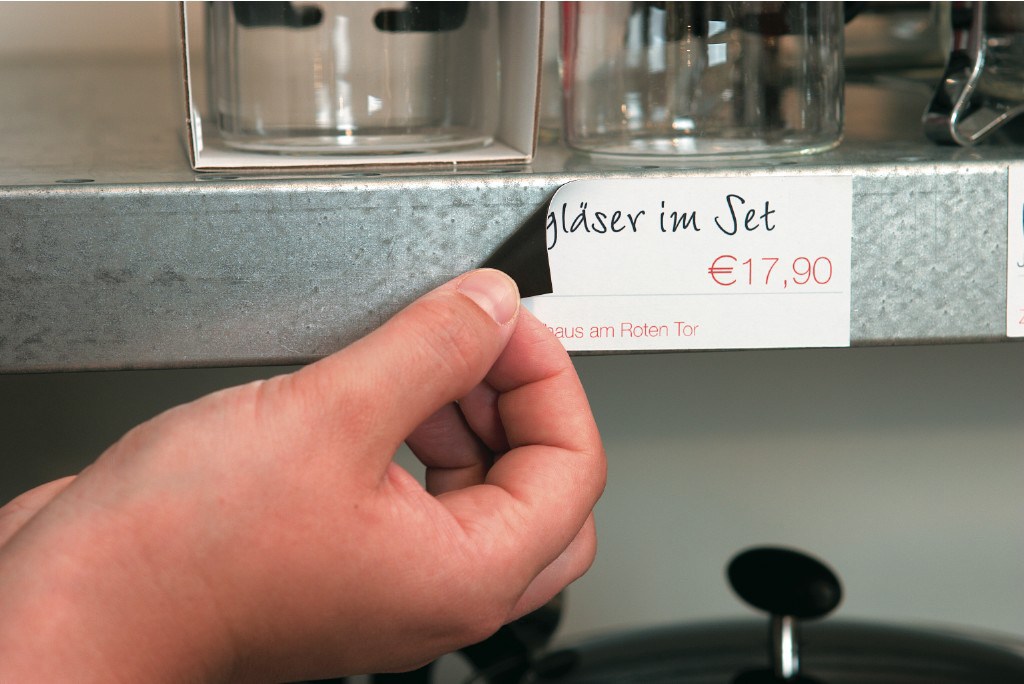 gläser im Set
€17,90
haus am Roten Tor